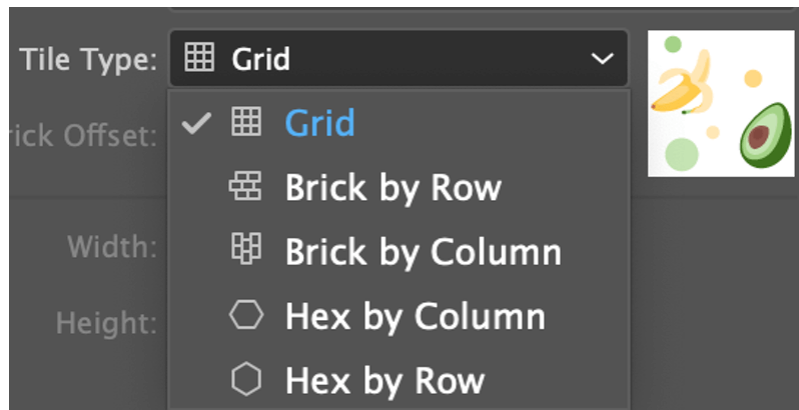 Tile Type: Grid
Grid
rick Offset:
Brick by Row
Width:
Brick by Column
Height:
Hex by Column
Hex by Row